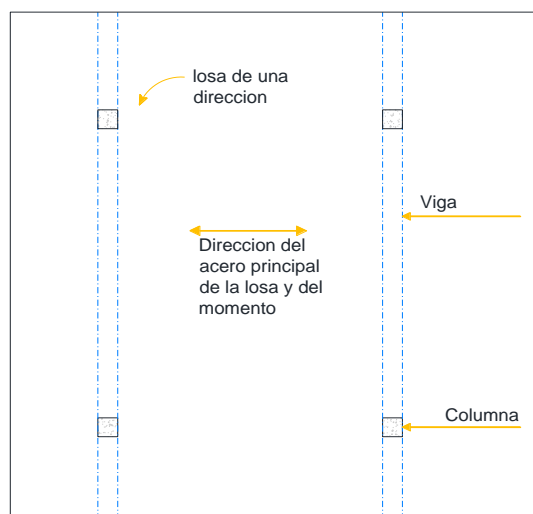 losa de una
direccion
Viga
Direccion del
acero principal
de la losa y del
momento
Columna